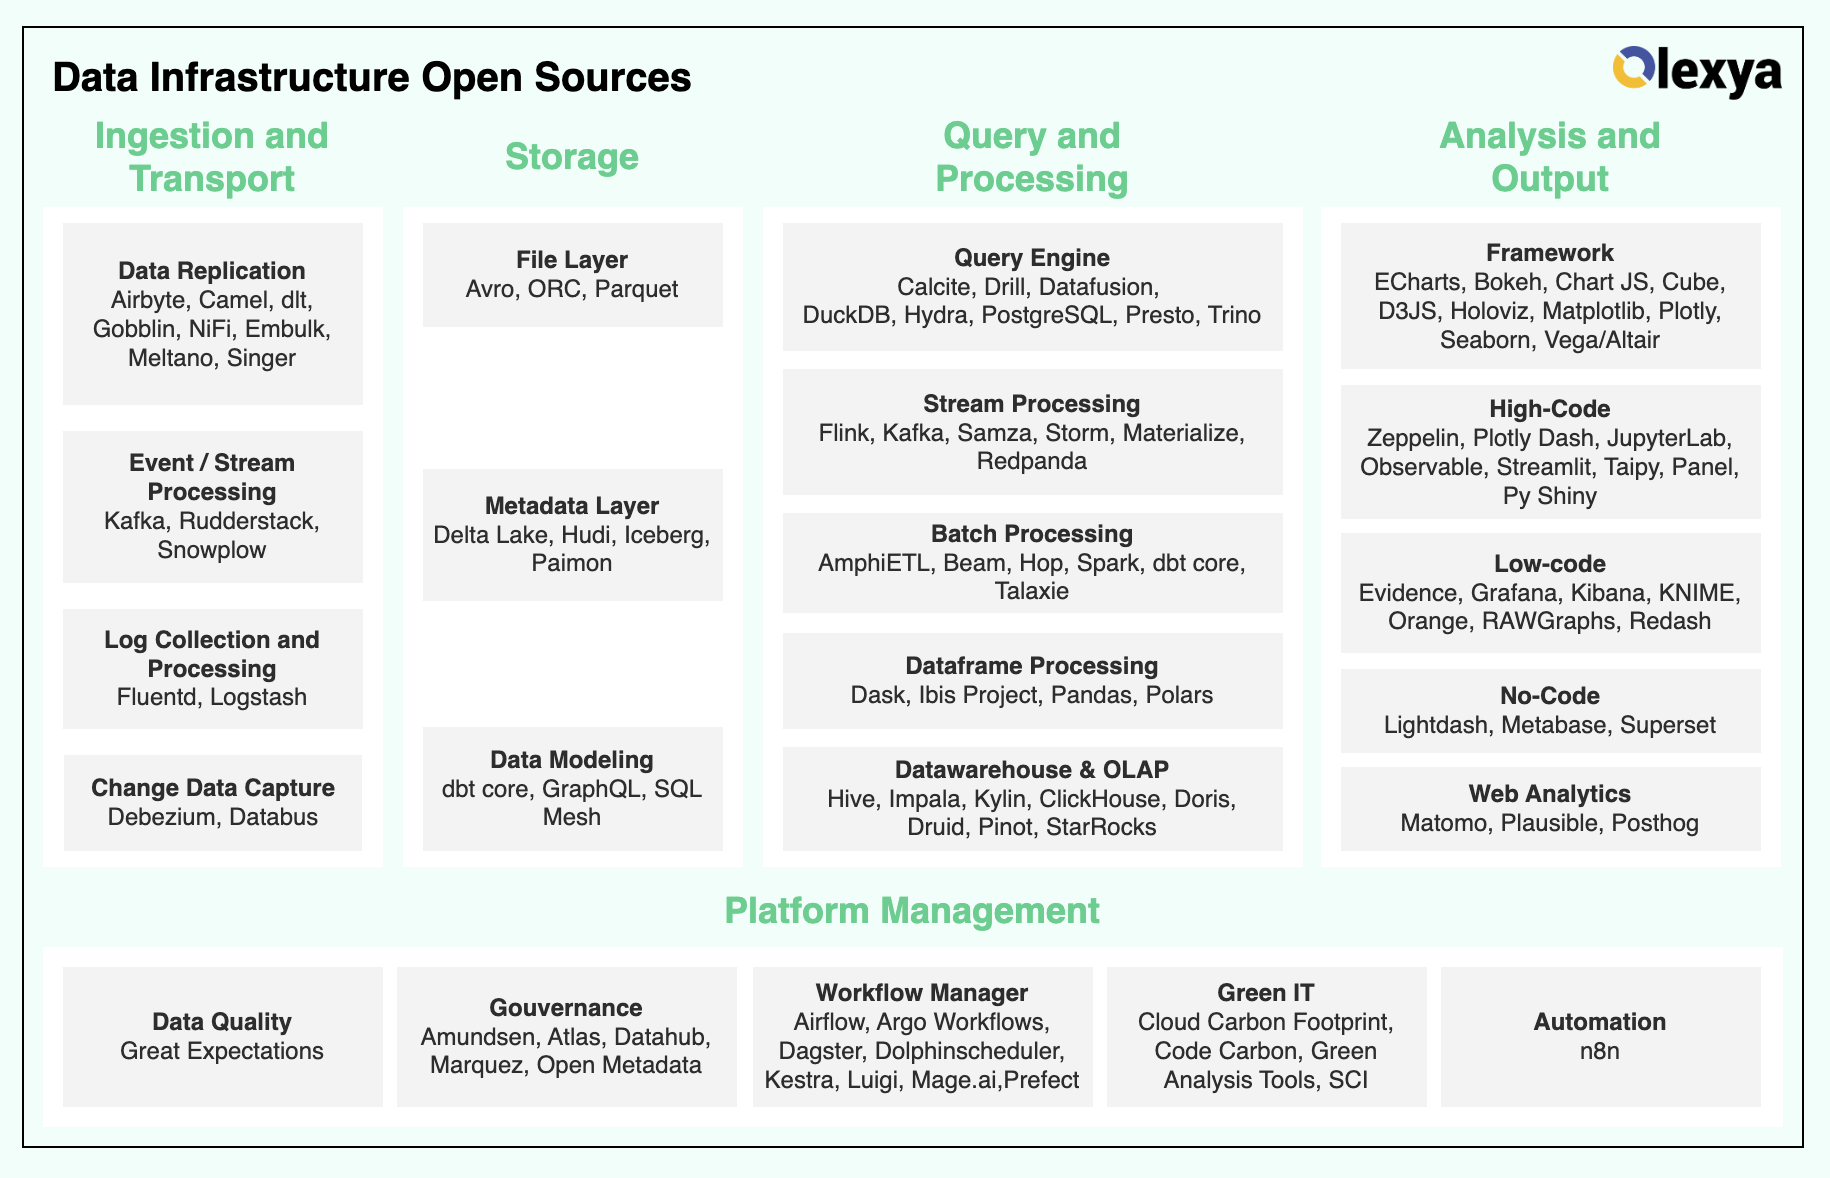 Data Infrastructure Open Sources
Olexya
Ingestion and
Transport
Data Replication
Airbyte, Camel, dlt,
Gobblin, NiFi, Embulk,
Meltano, Singer
Event / Stream
Processing
Kafka, Rudderstack,
Snowplow
Log Collection and
Processing
Fluentd, Logstash
Change Data Capture
Debezium, Databus
Storage
File Layer
Avro, ORC, Parquet
Metadata Layer
Delta Lake, Hudi, Iceberg,
Paimon
Data Modeling
dbt core, GraphQL, SQL
Mesh
Query and
Processing
Query Engine
Calcite, Drill, Datafusion,
DuckDB, Hydra, PostgreSQL, Presto, Trino
Stream Processing
Flink, Kafka, Samza, Storm, Materialize,
Redpanda
Batch Processing
AmphiETL, Beam, Hop, Spark, dbt core,
Talaxie
Dataframe Processing
Dask, Ibis Project, Pandas, Polars
Datawarehouse & OLAP
Hive, Impala, Kylin, ClickHouse, Doris,
Druid, Pinot, StarRocks
Analysis and
Output
Framework
ECharts, Bokeh, Chart JS, Cube,
D3JS, Holoviz, Matplotlib, Plotly,
Seaborn, Vega/Altair
High-Code
Zeppelin, Plotly Dash, JupyterLab,
Observable, Streamlit, Taipy, Panel,
Py Shiny
Low-code
Evidence, Grafana, Kibana, KNIME,
Orange, RAWGraphs, Redash
No-Code
Lightdash, Metabase, Superset
Web Analytics
Matomo, Plausible, Posthog
Platform Management
Data Quality
Great Expectations
Gouvernance
Amundsen, Atlas, Datahub,
Marquez, Open Metadata
Workflow Manager
Airflow, Argo Workflows,
Dagster, Dolphinscheduler,
Kestra, Luigi, Mage.ai,Prefect
Green IT
Cloud Carbon Footprint,
Code Carbon, Green
Analysis Tools, SCI
Automation
n8n